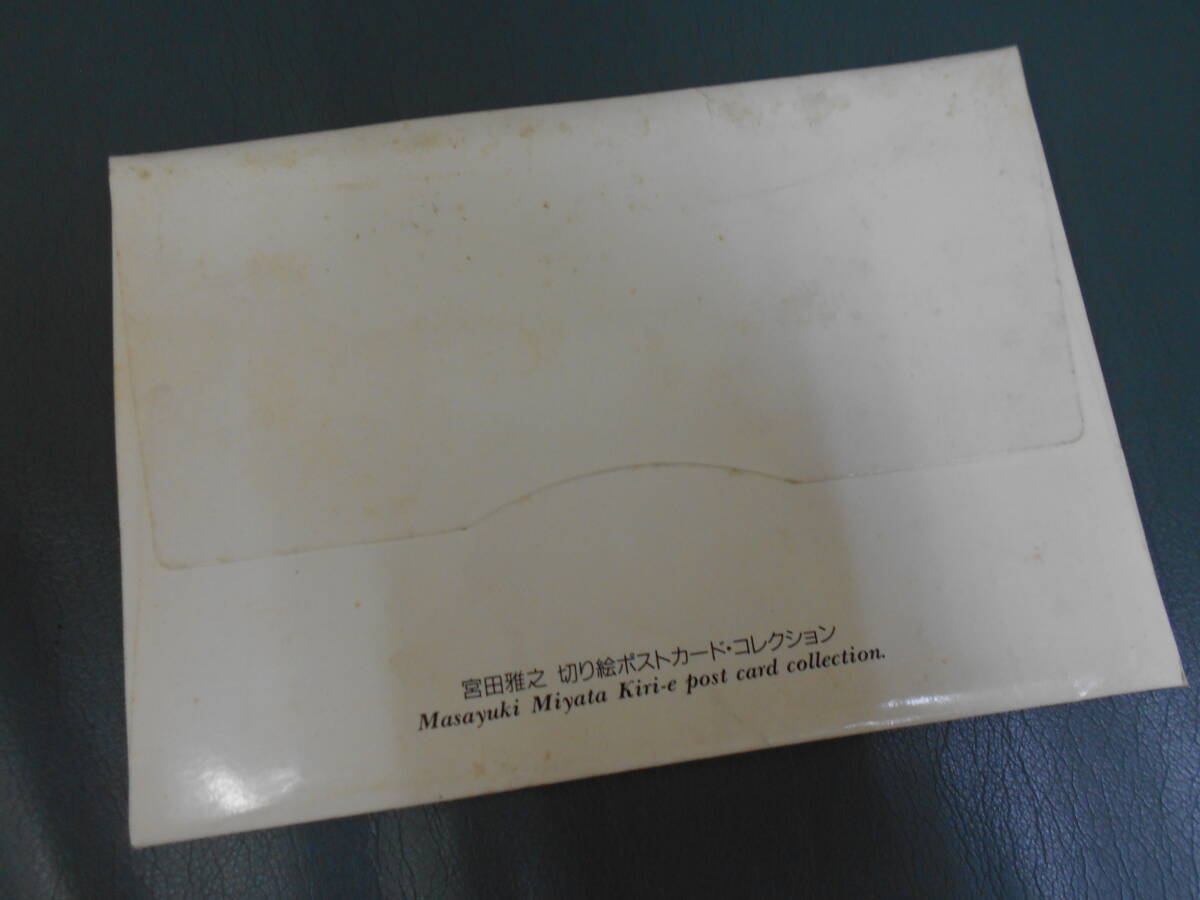 宮田雅之 切り絵ポストカード・コレクション
Masayuki Miyata Kiri-e post card collection.